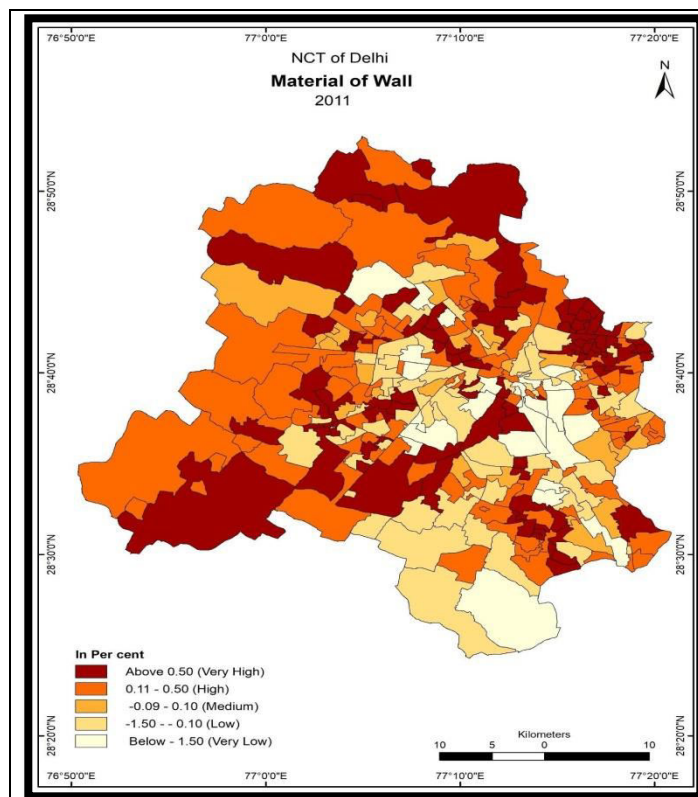 76°50'0"E 77°0'0"E 77°10'0"E 77°20'0"E
NCT of Delhi
Material of Wall
2011
N
28°50'0"N 28°50'0"N
28°40'0"N 28°40'0"N
28°30'0"N 28°30'0"N
In Per cent
Above 0.50 (Very High)
0.11 - 0.50 (High)
-0.09 - 0.10 (Medium)
-1.50 - - 0.10 (Low)
Below - 1.50 (Very Low)
28°20'0"N 28°20'0"N
Kilometers
10 5 0 10
76°50'0"E 77°0'0"E 77°10'0"E 77°20'0"E